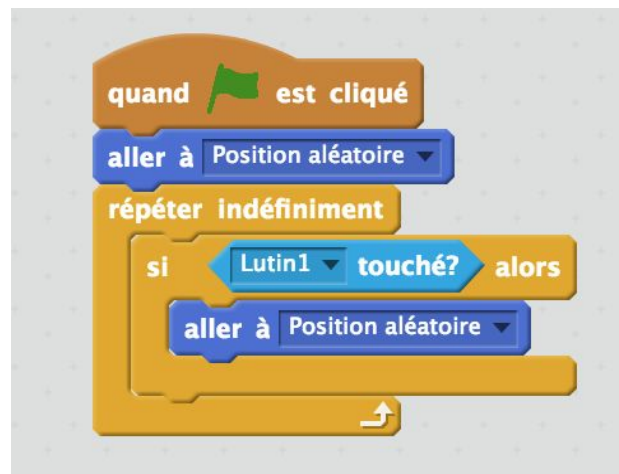 quand est cliqué
aller à Position aléatoire
répéter indéfiniment
si Lutin1 touché? alors
aller à Position aléatoire